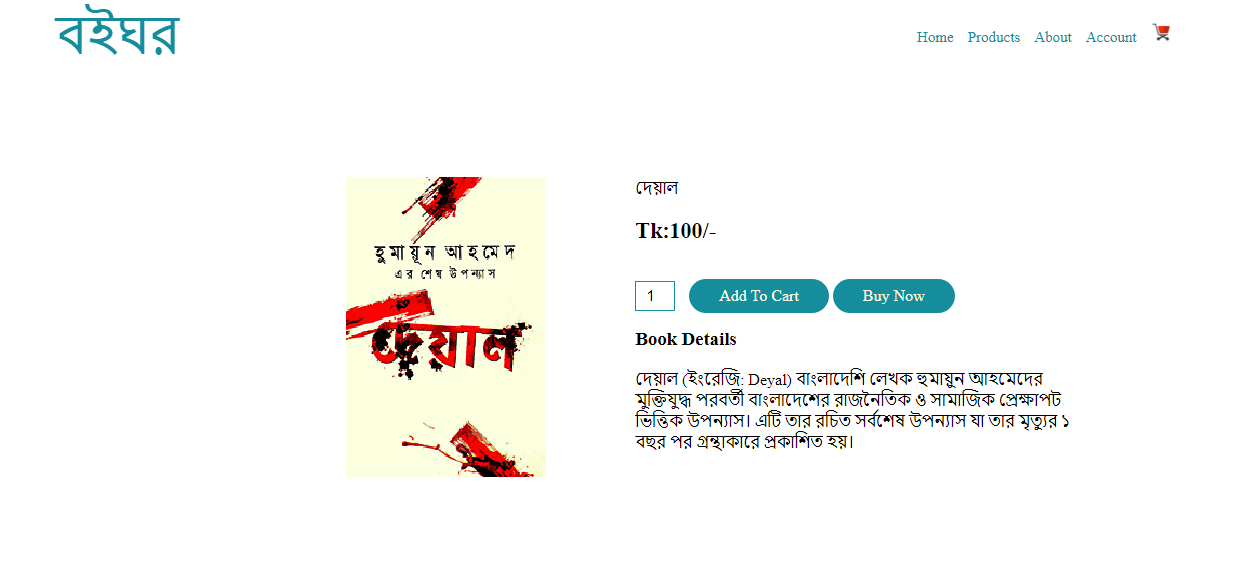 বইঘর
Home Products About Account
হুমায়ূন আহমেদ
এর শেষ উপন্যাস
দেয়াল
দেয়াল
Tk:100/-
1 Add To Cart Buy Now
Book Details
দেয়াল (ইংরেজি: Deyal) বাংলাদেশি লেখক হুমায়ুন আহমেদের
মুক্তিযুদ্ধ পরবর্তী বাংলাদেশের রাজনৈতিক ও সামাজিক প্রেক্ষাপট
ভিত্তিক উপন্যাস। এটি তার রচিত সর্বশেষ উপন্যাস যা তার মৃত্যুর ১
বছর পর গ্রন্থাকারে প্রকাশিত হয়।